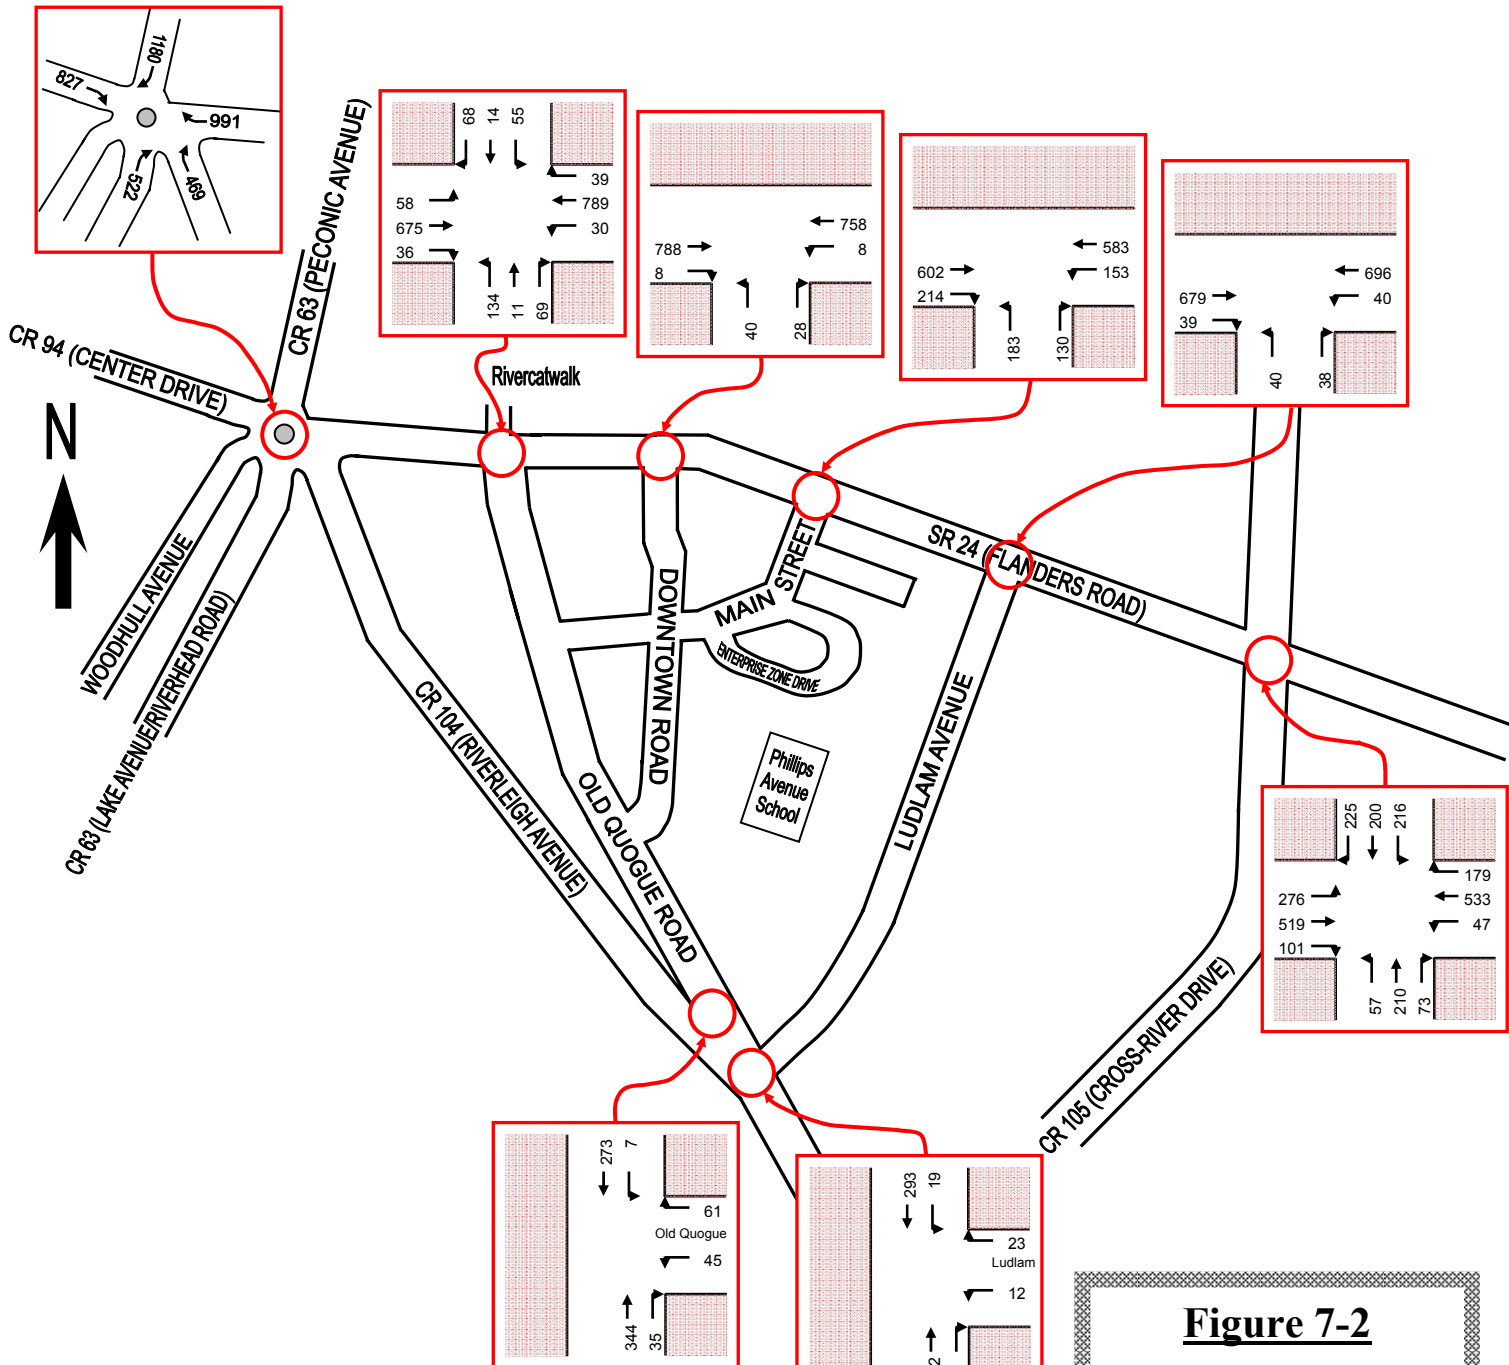 1180
827
991
522
469
CR 63 (PECONIC AVENUE)
68 14 55
39
58
789
675
30
36
134 11 69
758
788
8
8
40 28
583
602
153
214
183 130
696
679
40
39
40 38
CR 94 (CENTER DRIVE)
Rivercatwalk
N
SR 24 (FLANDERS ROAD)
MAIN STREET
DOWNTOWN ROAD
ENTERPRISE ZONE DRIVE
WOODHULL AVENUE
CR 63 (LAKE AVENUE/RIVERHEAD ROAD)
CR 104 (RIVERLEIGH AVENUE)
OLD QUOGUE ROAD
Phillips
Avenue
School
LUDLAM AVENUE
CR 105 (CROSS-RIVER DRIVE)
225 200 216
179
276
533
519
47
101
57 210 73
273 7
61
Old Quogue
45
344 35
293 19
23
Ludlam
12
Figure 7-2